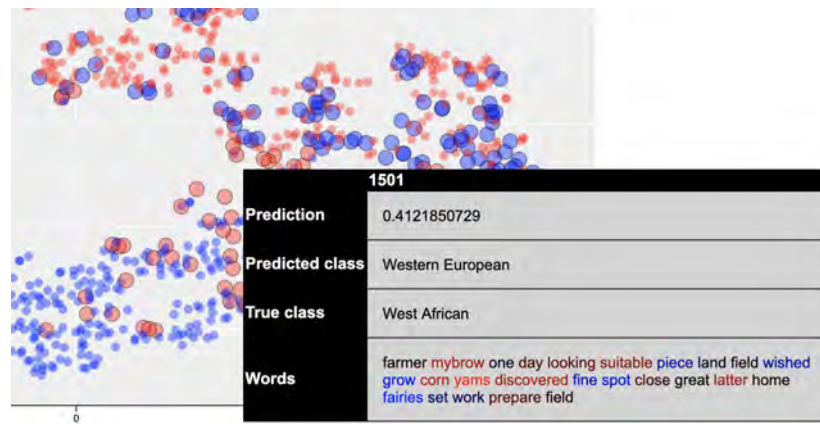 1501
Prediction 0.4121850729
Predicted class Western European
True class West African
Words farmer mybrow one day looking suitable piece land field wished
grow corn yams discovered fine spot close great latter home
fairies set work prepare field
0